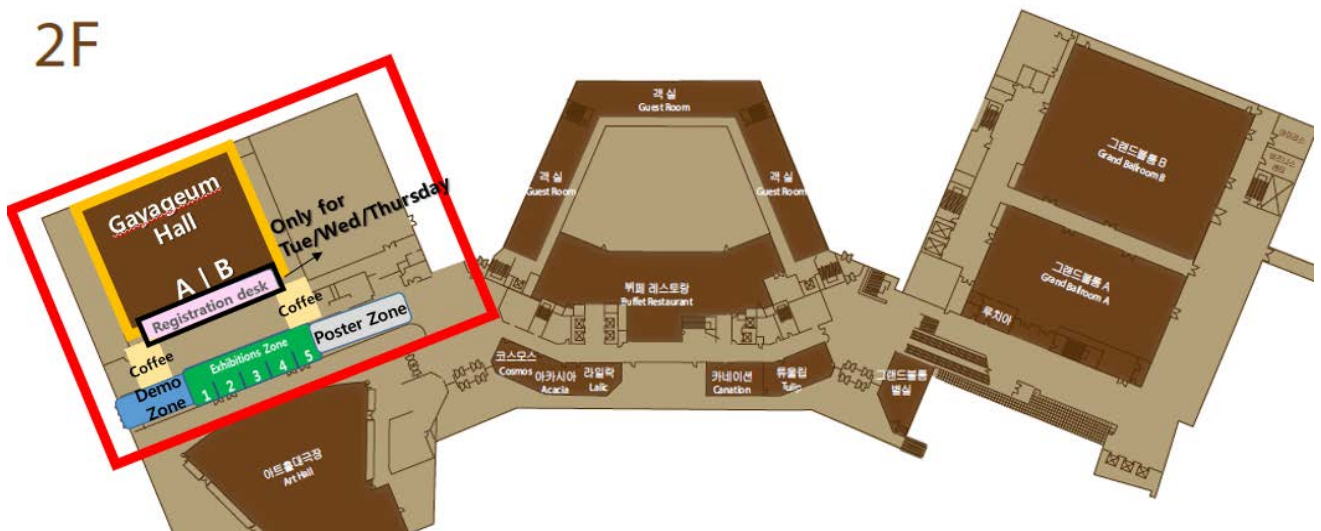 2F
Gayageum
Hall
A | B
Registration desk
Only for
Tue/Wed/Thursday
Coffee
Coffee
Demo
Zone
Exhibitions Zone
1 2 3 4 5
Poster Zone
아트홀대극장
Art Hall
객 실
Guest Room
객 실
Guest Room
객 실
Guest Room
뷔페 레스토랑
Buffet Restaurant
코스모스
Cosmos
아카시아
Acacia
라일락
Lalic
카네이션
Canation
튜울립
Tulip
그랜드볼룸
별실
그랜드볼룸 B
Grand Ballroom B
그랜드볼룸 A
Grand Ballroom A
루치아